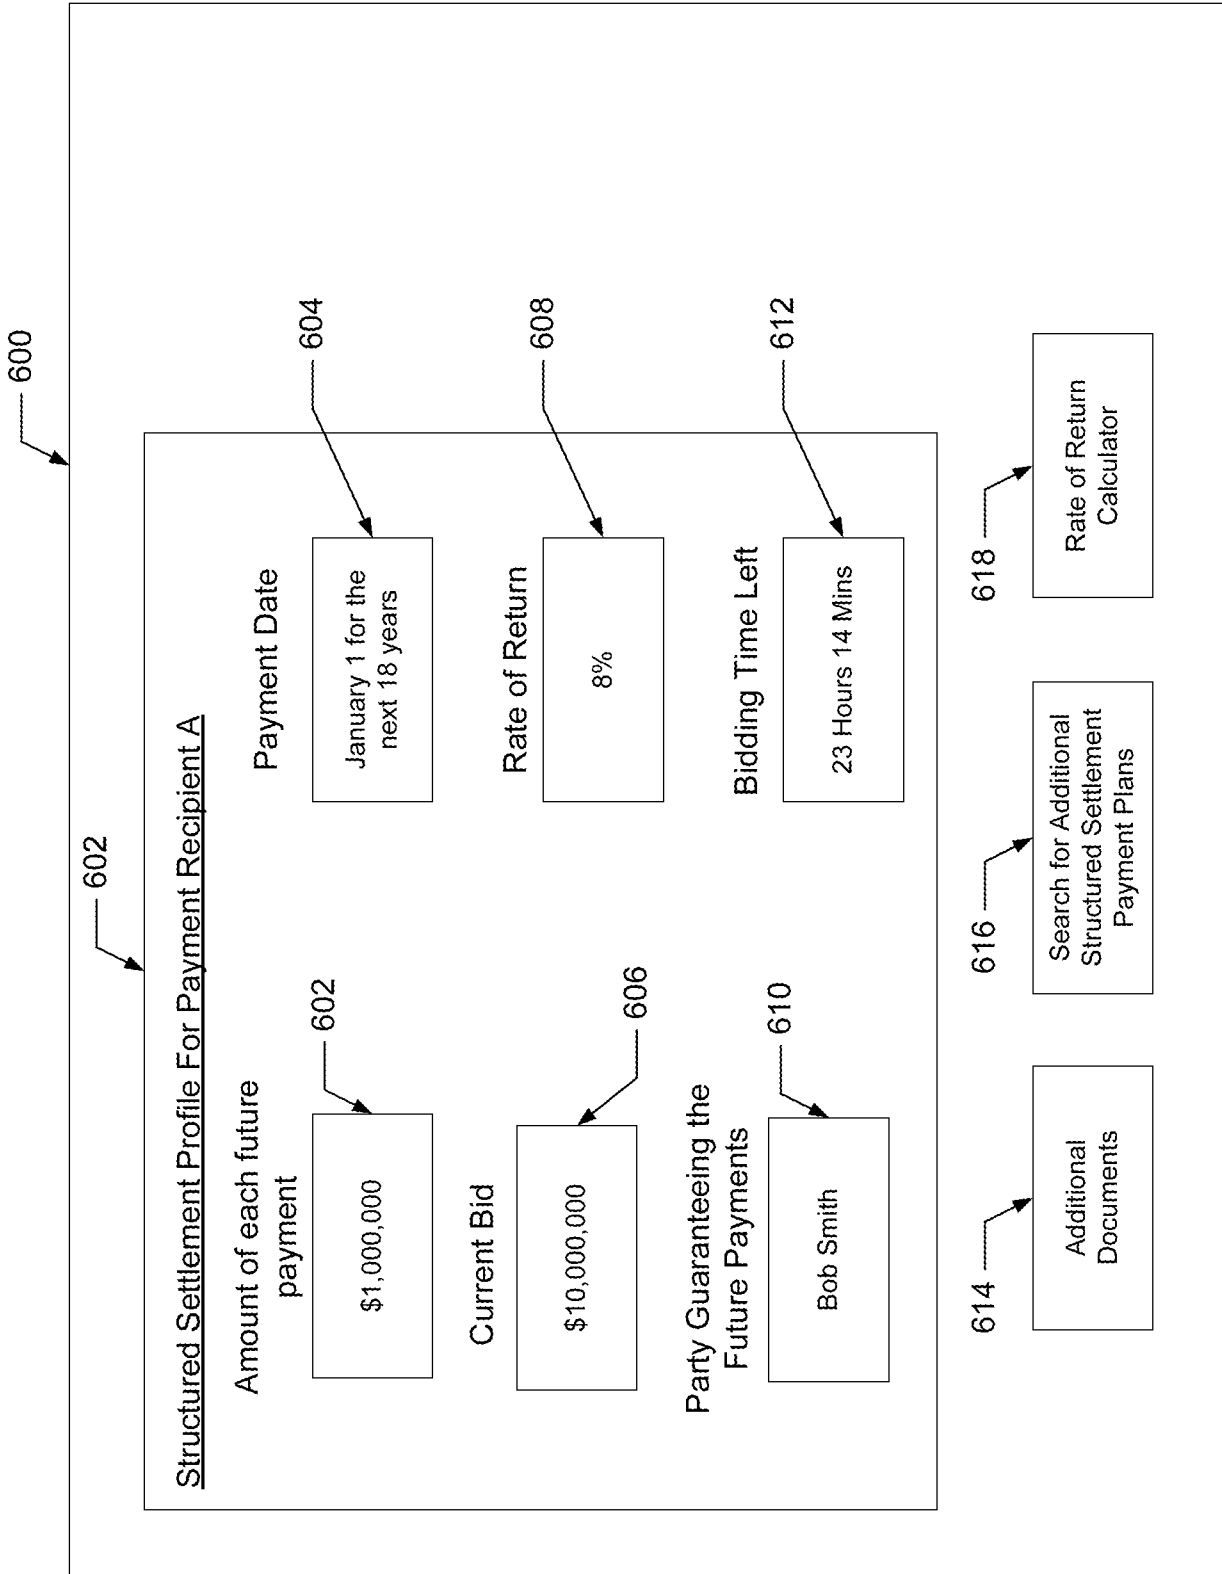 600
602
Structured Settlement Profile For Payment Recipient A
Amount of each future
payment
602
$1,000,000
Payment Date
604
January 1 for the
next 18 years
Current Bid
606
$10,000,000
Rate of Return
608
8%
Party Guaranteeing the
Future Payments
610
Bob Smith
Bidding Time Left
612
23 Hours 14 Mins
614
Additional
Documents
616
Search for Additional
Structured Settlement
Payment Plans
618
Rate of Return
Calculator